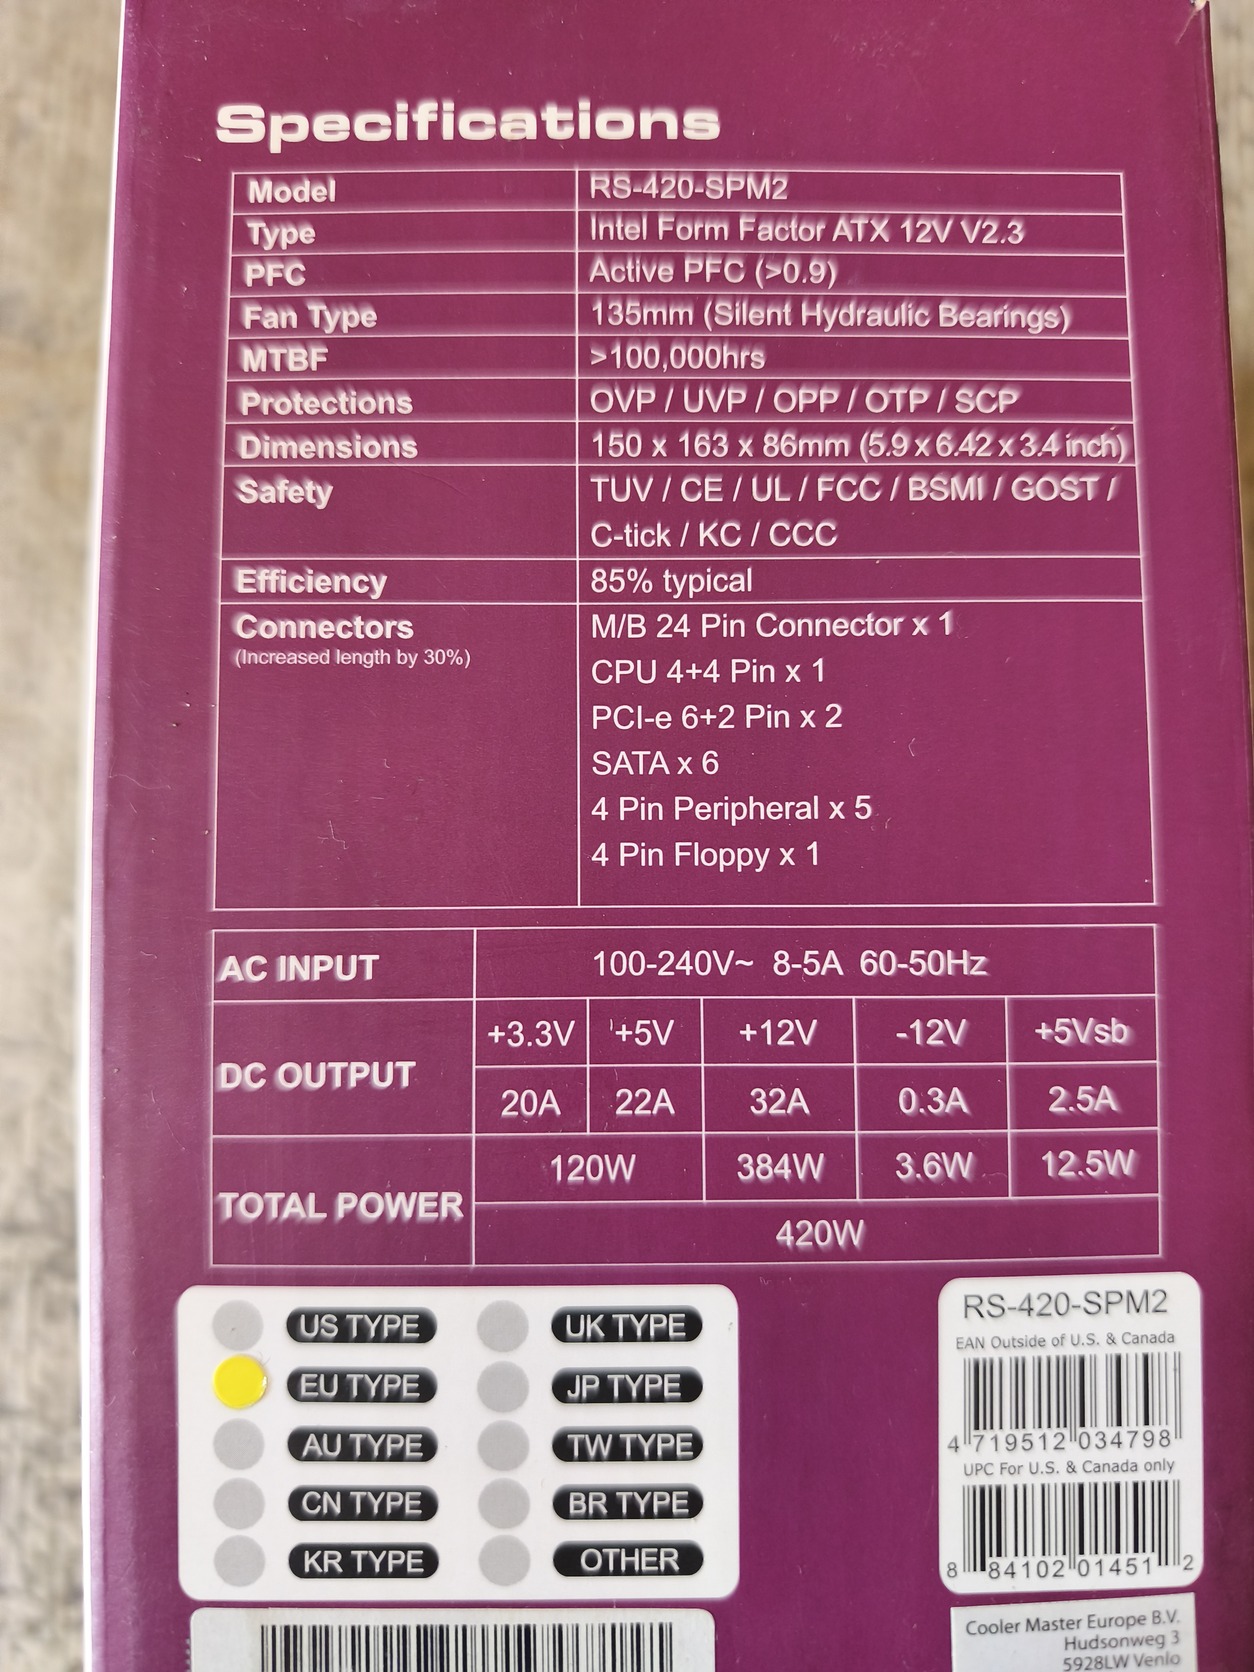 Specifications
Model RS-420-SPM2
Type Intel Form Factor ATX 12V V2.3
PFC Active PFC (>0.9)
Fan Type 135mm (Silent Hydraulic Bearings)
MTBF >100,000hrs
Protections OVP / UVP / OPP / OTP / SCP
Dimensions 150 x 163 x 86mm (5.9 x 6.42 x 3.4 inch)
Safety TUV / CE / UL / FCC / BSMI / GOST /
C-tick / KC / CCC
Efficiency 85% typical
Connectors M/B 24 Pin Connector x 1
(Increased length by 30%)
CPU 4+4 Pin x 1
PCI-e 6+2 Pin x 2
SATA x 6
4 Pin Peripheral x 5
4 Pin Floppy x 1
AC INPUT 100-240V~ 8-5A 60-50Hz
DC OUTPUT +3.3V +5V +12V -12V +5Vsb
20A 22A 32A 0.3A 2.5A
TOTAL POWER 120W 384W 3.6W 12.5W
420W
US TYPE UK TYPE
EU TYPE JP TYPE
AU TYPE TW TYPE
CN TYPE BR TYPE
KR TYPE OTHER
RS-420-SPM2
EAN Outside of U.S. & Canada
4 719512 034798
UPC For U.S. & Canada only
8 84102 01451 2
Cooler Master Europe B.V.
Hudsonweg 3
5928LW Venlo